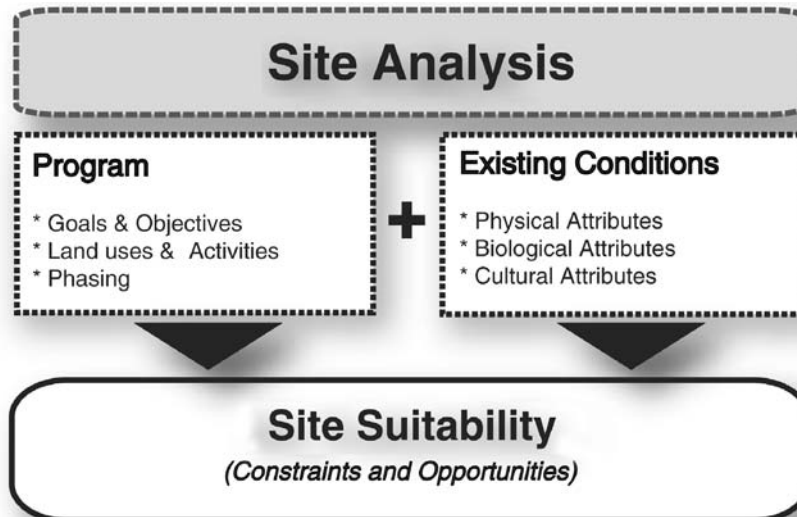 Site Analysis
Program
* Goals & Objectives
* Land uses & Activities
* Phasing
+
Existing Conditions
* Physical Attributes
* Biological Attributes
* Cultural Attributes
Site Suitability
(Constraints and Opportunities)